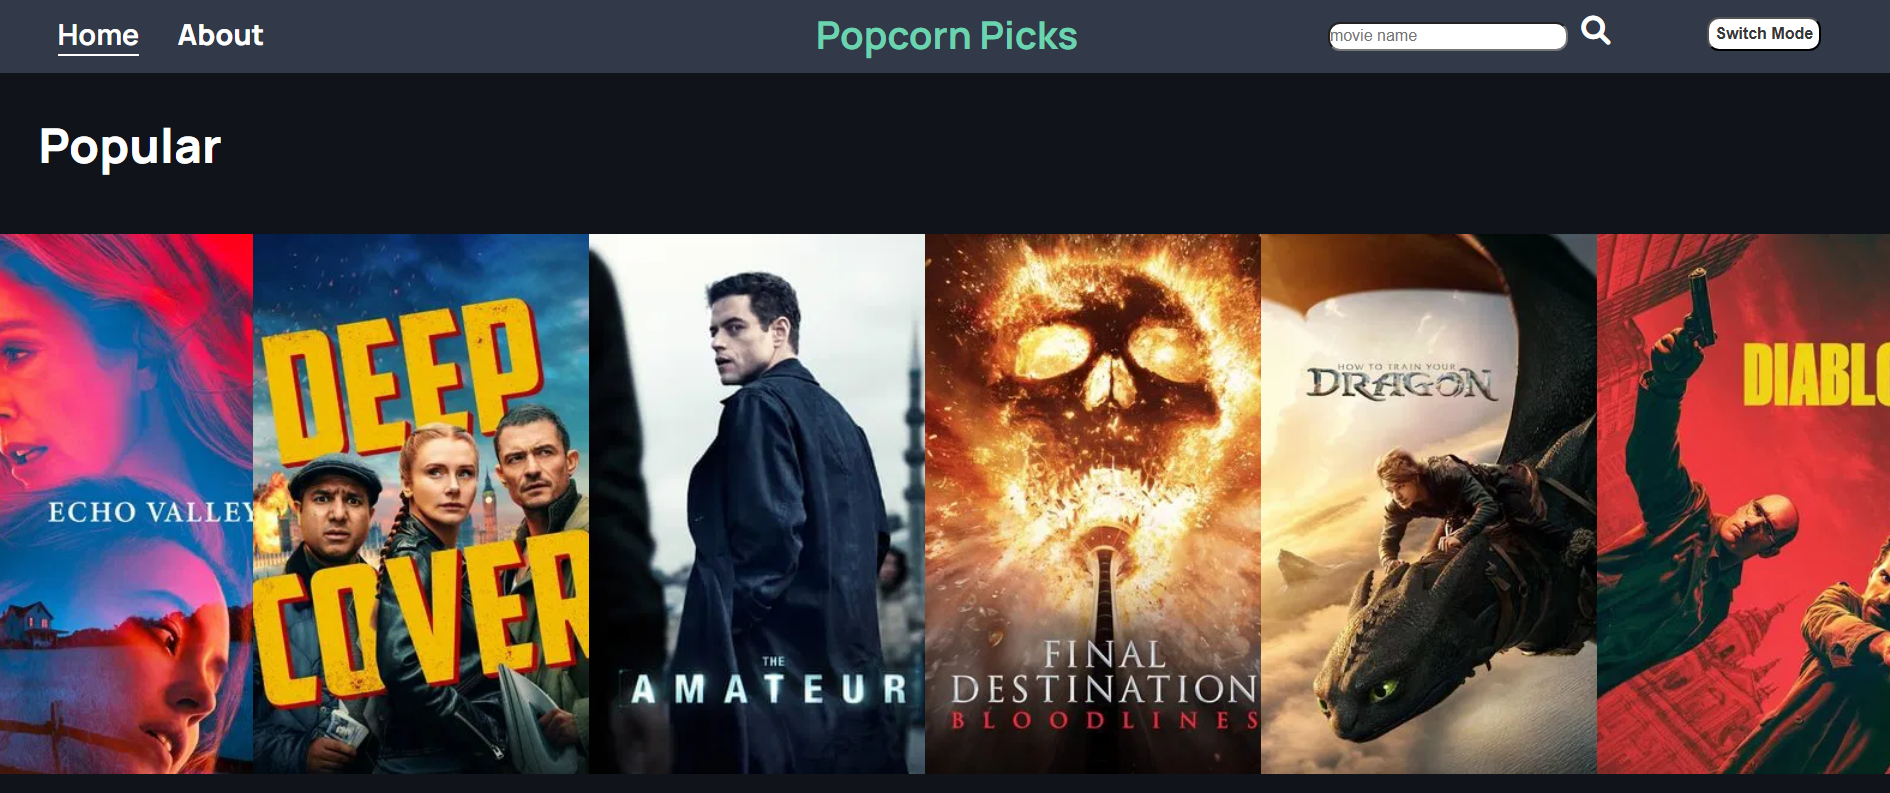 Home
About
Popcorn Picks
movie name
Switch Mode
Popular
ECHO VALLEY
DEEP
COVER
THE
AMATEUR
FINAL
DESTINATION
BLOODLINES
HOW TO TRAIN YOUR
DRAGON
DIABLO